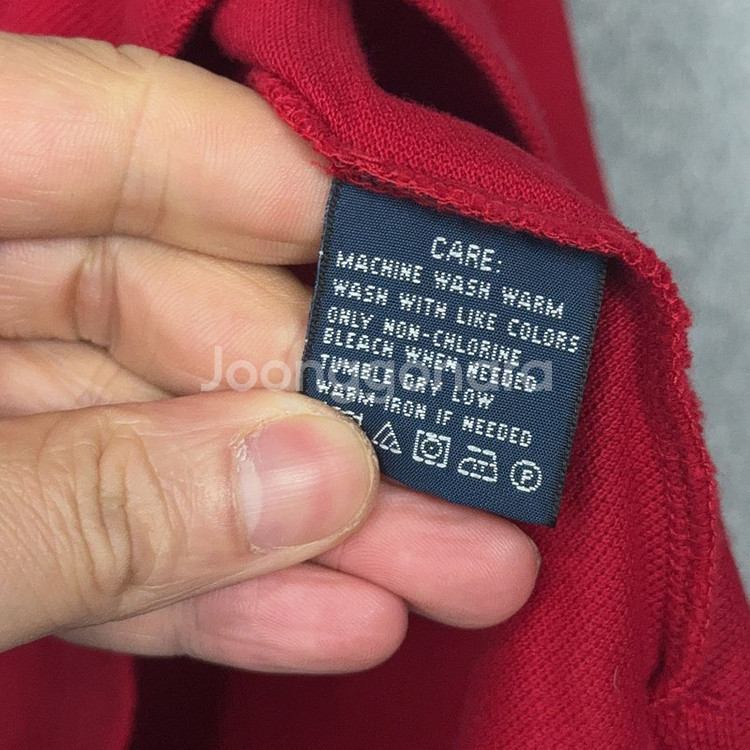 CARE:
MACHINE WASH WARM
WASH WITH LIKE COLORS
ONLY NON-CHLORINE
BLEACH WHEN NEEDED
TUMBLE DRY LOW
WARM IRON IF NEEDED
P
Joonggonara